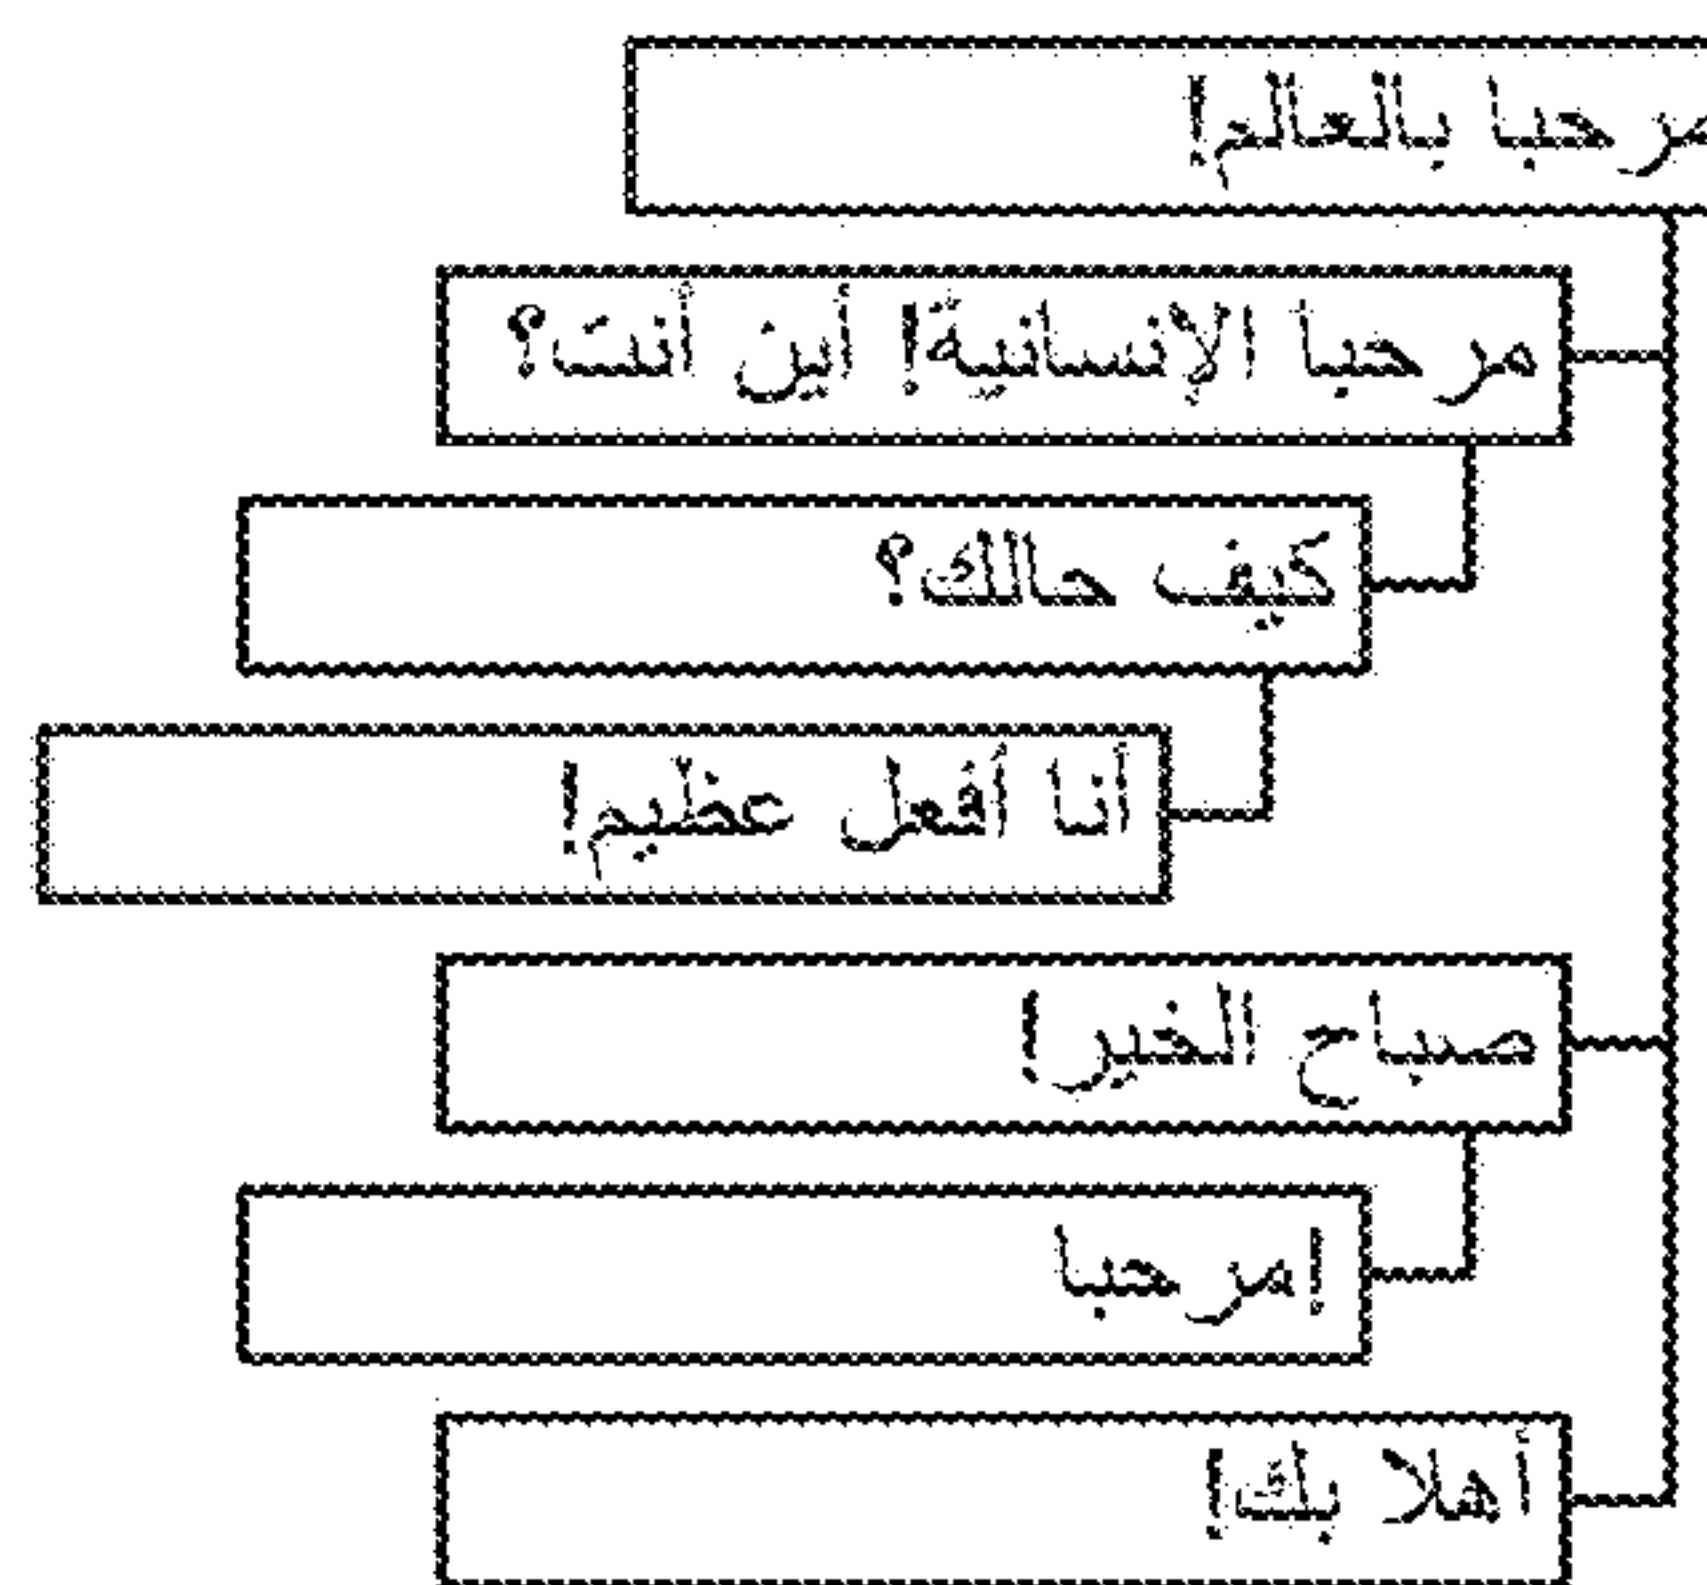 مرحبا بالعالم!
مرحبا الإنسانية! أين أنت؟
كيف حالك؟
أنا أفعل عظيم!
صباح الخير!
!مرحبا
أهلا بك!